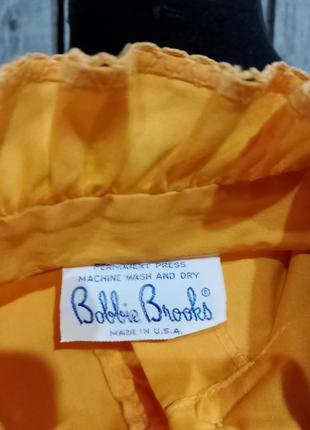 PERMANENT PRESS
MACHINE WASH AND DRY
Bobbie Brooks®
MADE IN U.S.A.